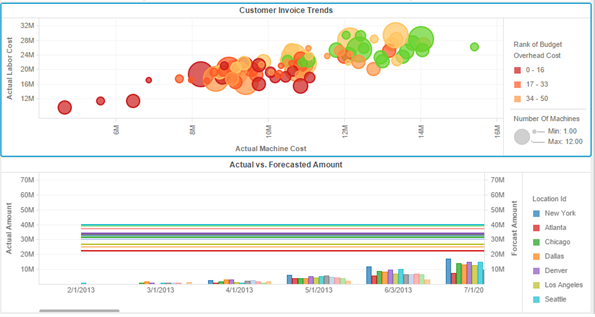 Customer Invoice Trends
32M
28M
24M
20M
16M
12M
Actual Labor Cost
6M
8M
10M
12M
14M
16M
Actual Machine Cost
Rank of Budget
Overhead Cost
0 - 16
17 - 33
34 - 50
Number Of Machines
Min: 1.00
Max: 12.00
Actual vs. Forecasted Amount
70M
60M
50M
40M
30M
20M
10M
Actual Amount
2/1/2013
3/1/2013
4/1/2013
5/1/2013
6/3/2013
7/1/20
70M
60M
50M
40M
30M
20M
10M
Forcast Amount
Location Id
New York
Atlanta
Chicago
Dallas
Denver
Los Angeles
Seattle